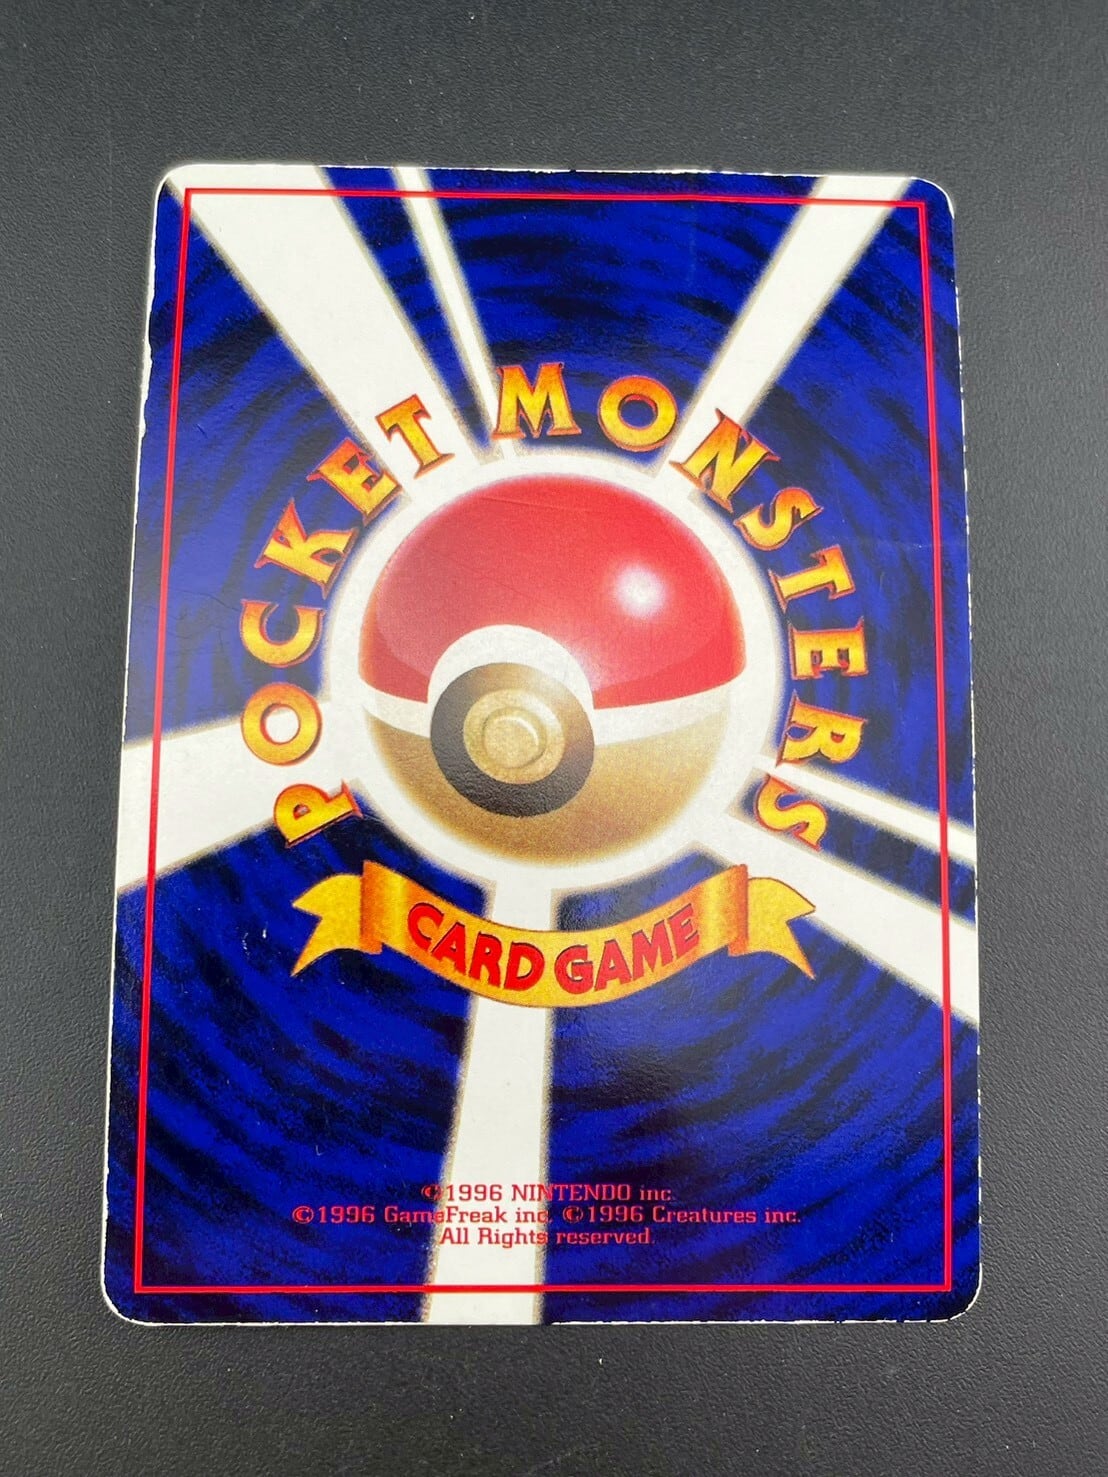 POCKET MONSTERS
CARD GAME
©1996 NINTENDO inc.
©1996 GameFreak inc. ©1996 Creatures inc.
All Rights reserved.